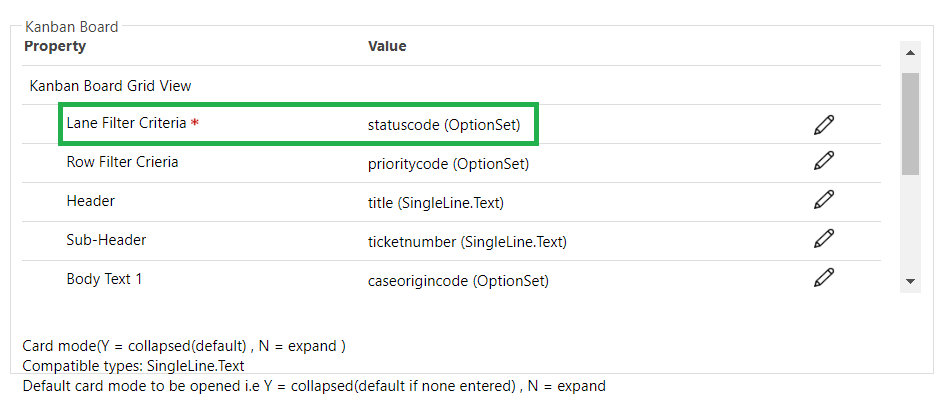 Kanban Board
Property Value
Kanban Board Grid View
Lane Filter Criteria * statuscode (OptionSet)
Row Filter Crieria prioritycode (OptionSet)
Header title (SingleLine.Text)
Sub-Header ticketnumber (SingleLine.Text)
Body Text 1 caseorigincode (OptionSet)
Card mode(Y = collapsed(default) , N = expand )
Compatible types: SingleLine.Text
Default card mode to be opened i.e Y = collapsed(default if none entered) , N = expand